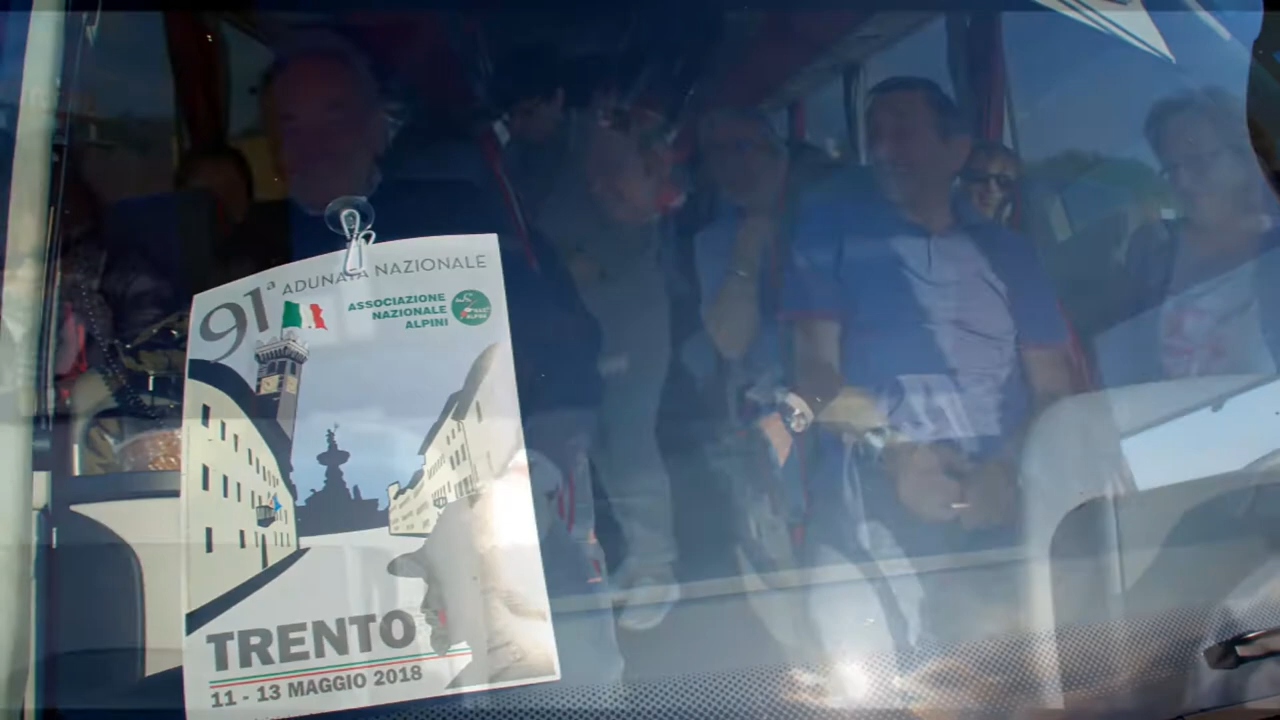 91ª ADUNATA NAZIONALE
ASSOCIAZIONE
NAZIONALE
ALPINI
TRENTO
11 - 13 MAGGIO 2018